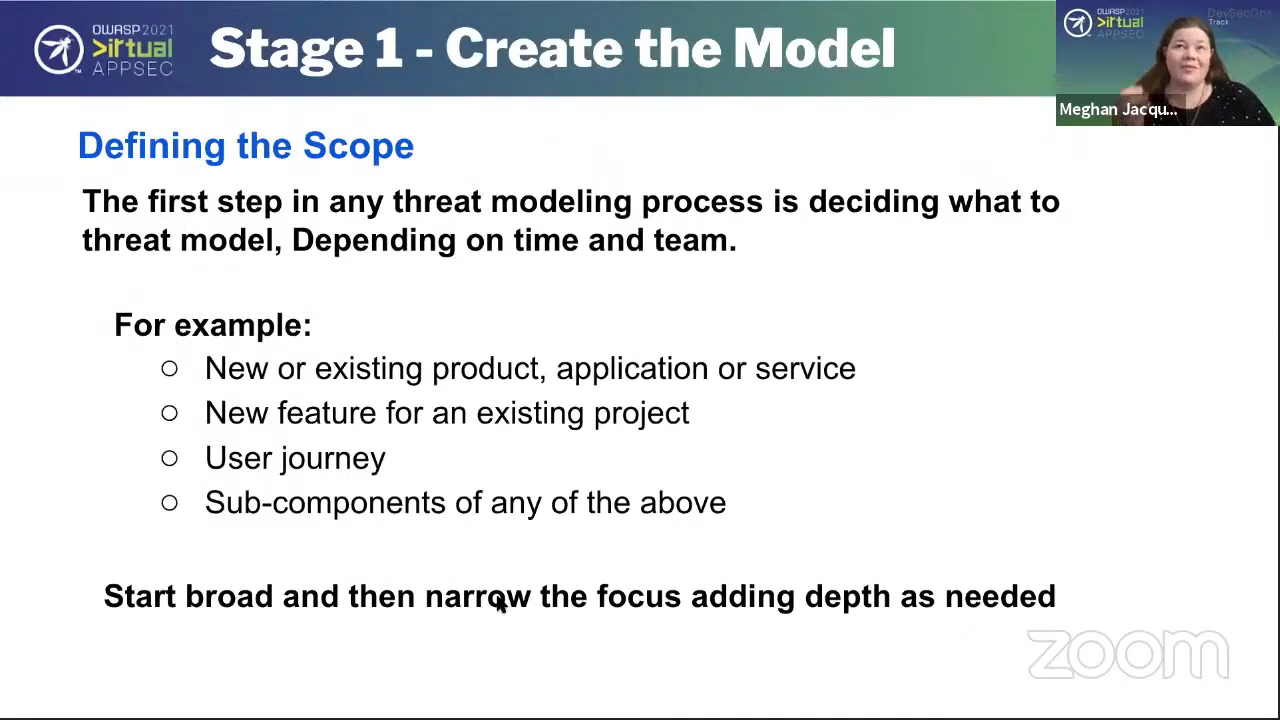 OWASP 2021
>irtual
APPSEC
TM
Stage 1 - Create the Model
OWASP 2021
>irtual
APPSEC
DevSecOps
Track
Meghan Jacqu...
Defining the Scope
The first step in any threat modeling process is deciding what to
threat model, Depending on time and team.
For example:
○ New or existing product, application or service
○ New feature for an existing project
○ User journey
○ Sub-components of any of the above
Start broad and then narrow the focus adding depth as needed
zoom